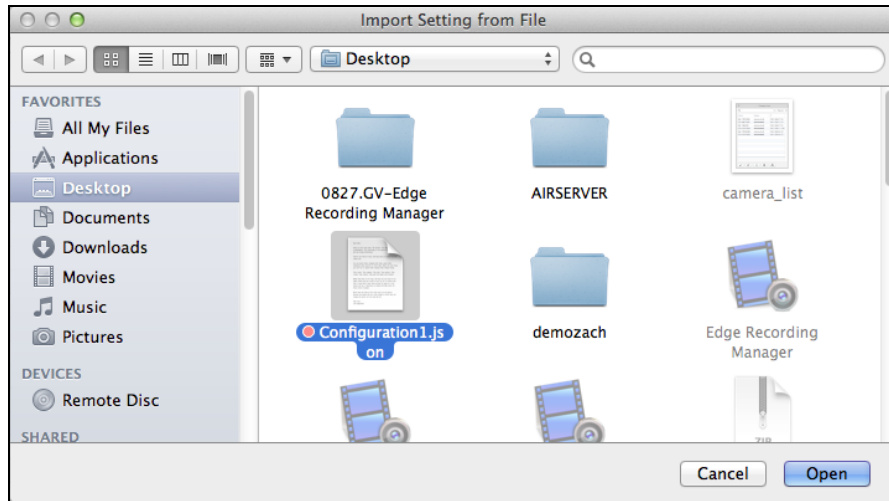 Import Setting from File
Desktop
FAVORITES
All My Files
Applications
Desktop
Documents
Downloads
Movies
Music
Pictures
DEVICES
Remote Disc
SHARED
0827.GV-Edge
Recording Manager
AIRSERVER
camera_list
Configuration1.js
on
demozach
Edge Recording
Manager
ZIP
Cancel
Open